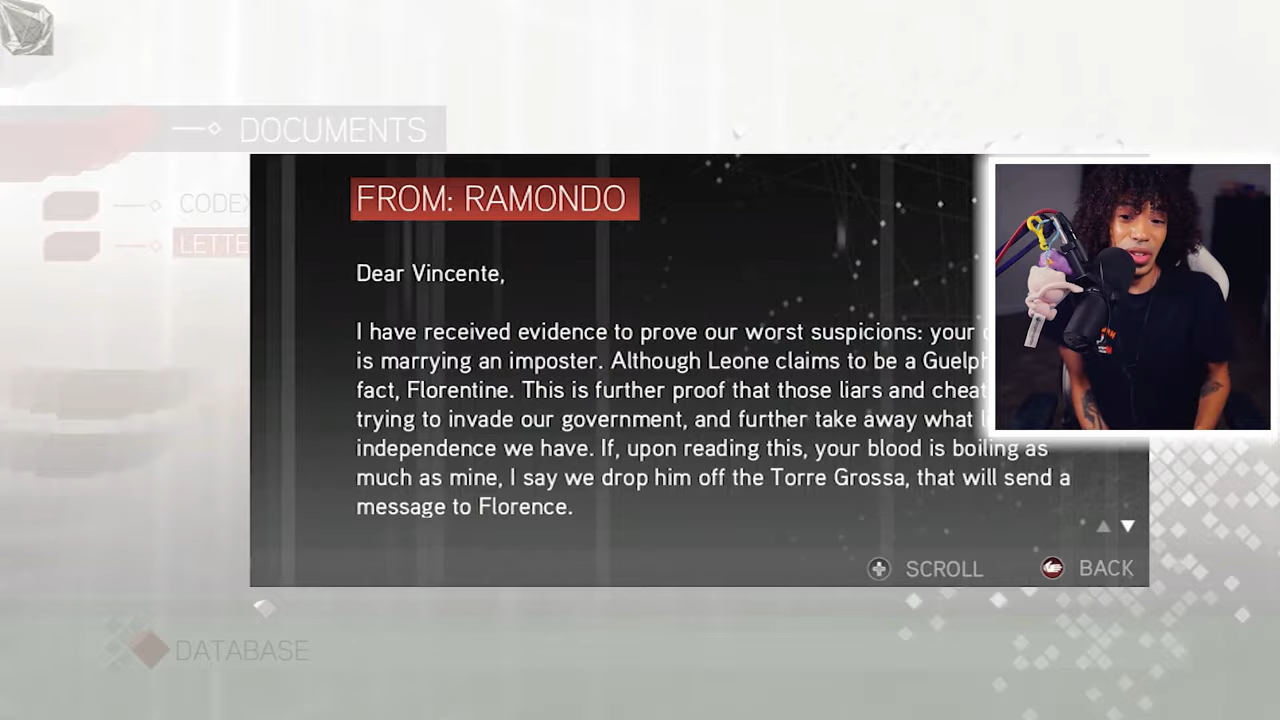 DOCUMENTS
FROM: RAMONDO
Dear Vincente,
I have received evidence to prove our worst suspicions: your
is marrying an imposter. Although Leone claims to be a Guelph
fact, Florentine. This is further proof that those liars and cheat
trying to invade our government, and further take away what
independence we have. If, upon reading this, your blood is boiling as
much as mine, I say we drop him off the Torre Grossa, that will send a
message to Florence.
CODEX
LETTE
SCROLL
BACK
DATABASE